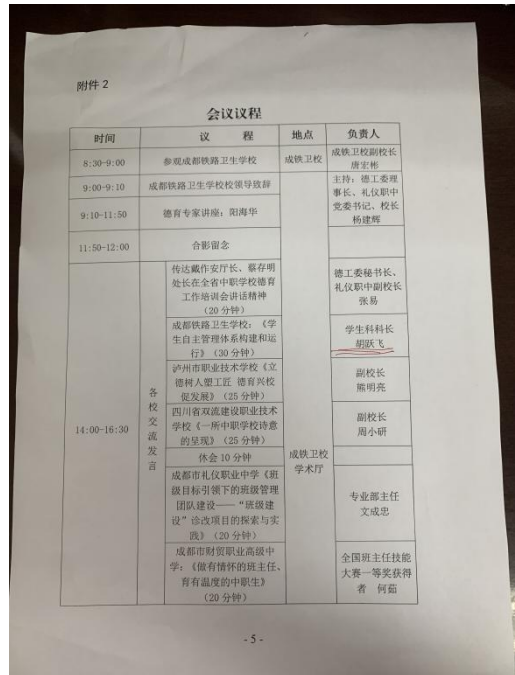 附件 2
会议议程
时间
议 程
地点
负责人
8:30-9:00
参观成都铁路卫生学校
成铁卫校
成铁卫校副校长
唐宏彬
9:00-9:10
成都铁路卫生学校校领导致辞
主持：德工委理
事长、礼仪职中
党委书记、校长
杨建辉
9:10-11:50
德育专家讲座：阳海华
11:50-12:00
合影留念
14:00-16:30
各
校
交
流
发
言
传达戴作安厅长、蔡存明
处长在全省中职学校德育
工作培训会讲话精神
（20 分钟）
德工委秘书长、
礼仪职中副校长
张易
成都铁路卫生学校：《学
生自主管理体系构建和运
行》（30 分钟）
学生科科长
胡跃飞
泸州市职业技术学校《立
德树人塑工匠 德育兴校
促发展》（25 分钟）
副校长
熊明亮
四川省双流建设职业技术
学校《一所中职学校诗意
的呈现》（25 分钟）
副校长
周小研
休会 10 分钟
成铁卫校
学术厅
成都市礼仪职业中学《班
级目标引领下的班级管理
团队建设——“班级建
设”诊改项目的探索与实
践》（20 分钟）
专业部主任
文成忠
成都市财贸职业高级中
学：《做有情怀的班主任、
育有温度的中职生》
（20 分钟）
全国班主任技能
大赛一等奖获得
者 何茹
- 5 -